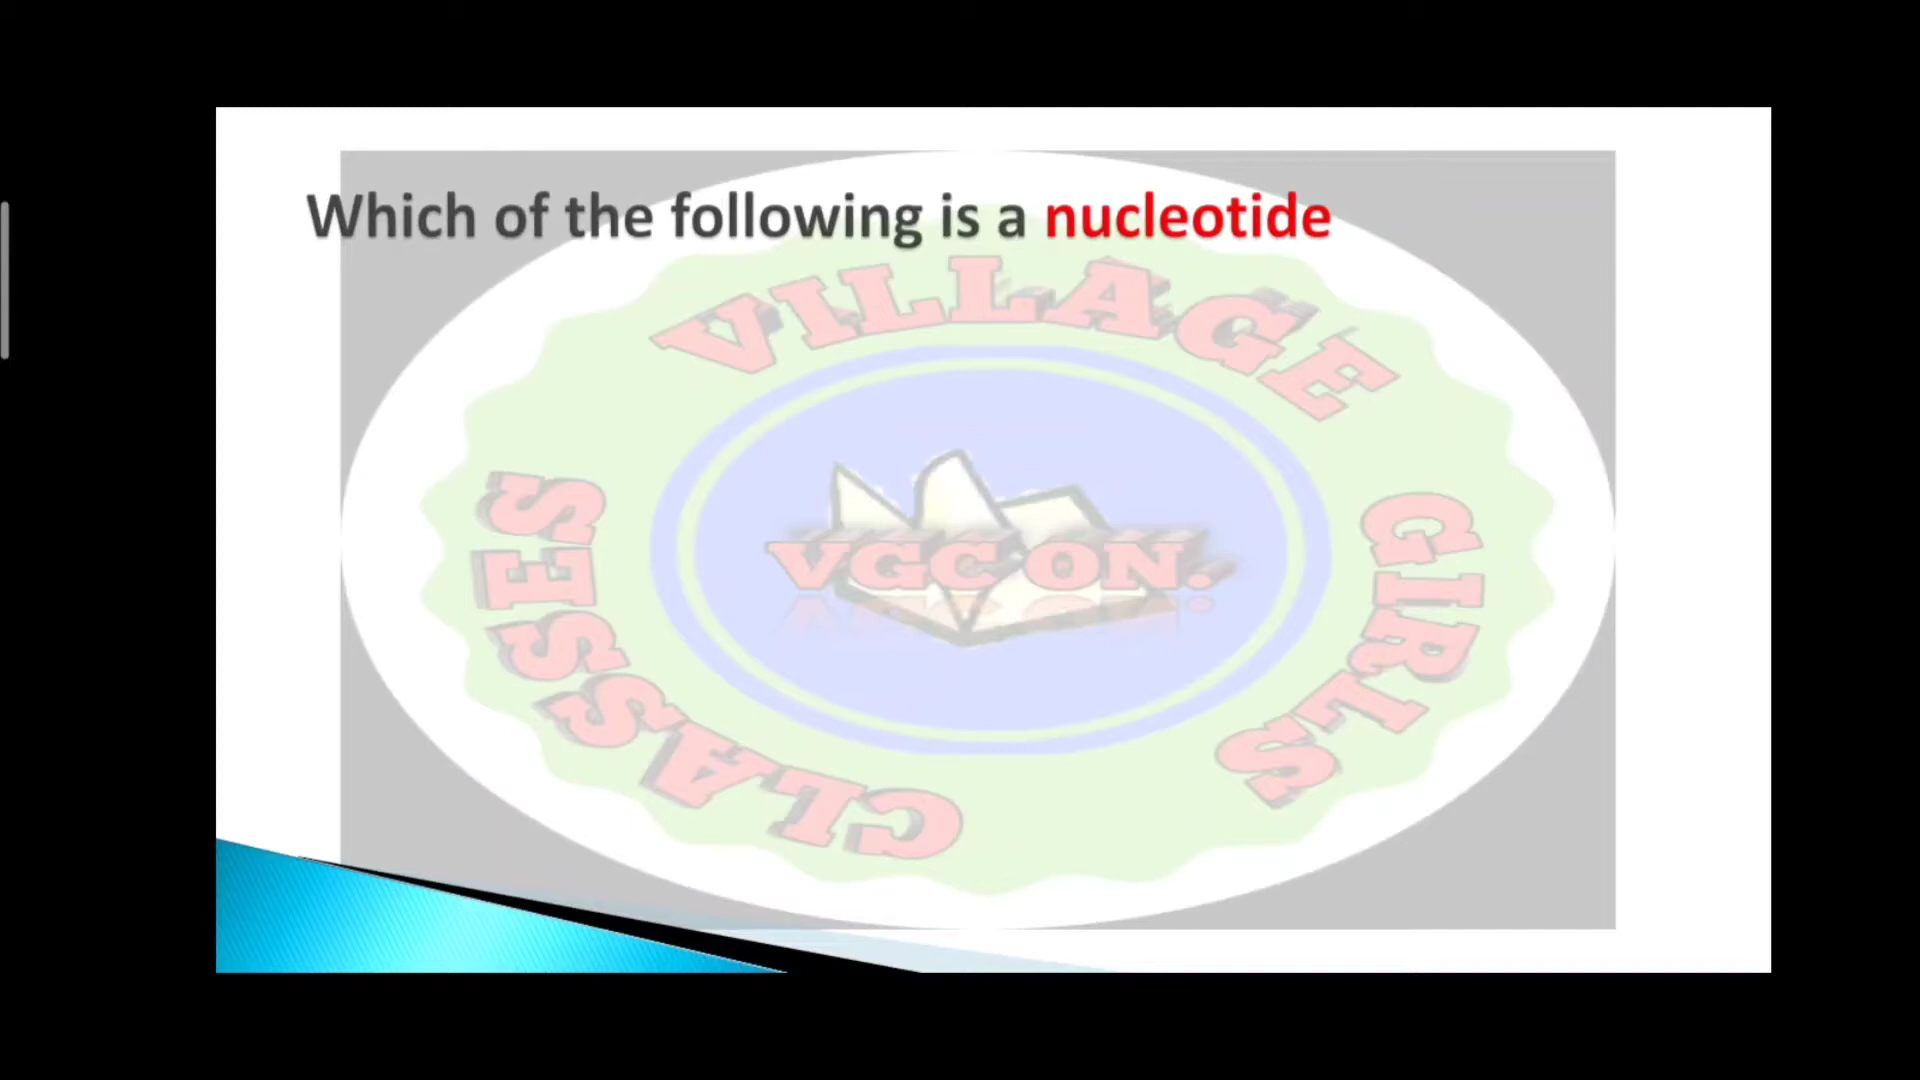 Which of the following is a nucleotide
VILLAGE GIRLS CLASSES
VGC ON.